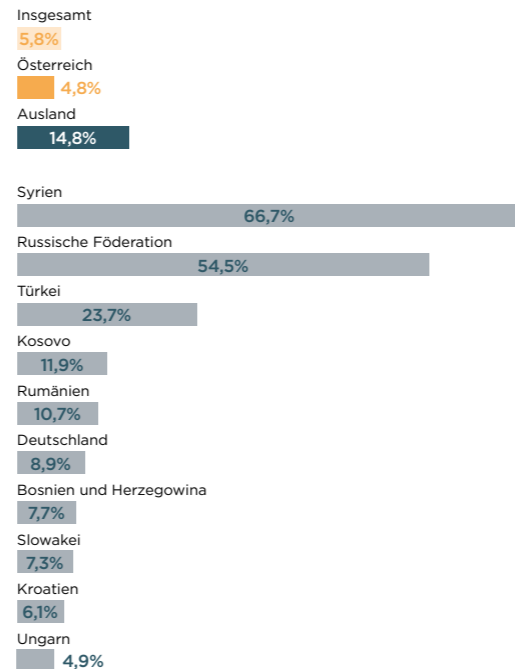 Insgesamt
5,8%
Österreich
4,8%
Ausland
14,8%
Syrien
66,7%
Russische Föderation
54,5%
Türkei
23,7%
Kosovo
11,9%
Rumänien
10,7%
Deutschland
8,9%
Bosnien und Herzegowina
7,7%
Slowakei
7,3%
Kroatien
6,1%
Ungarn
4,9%